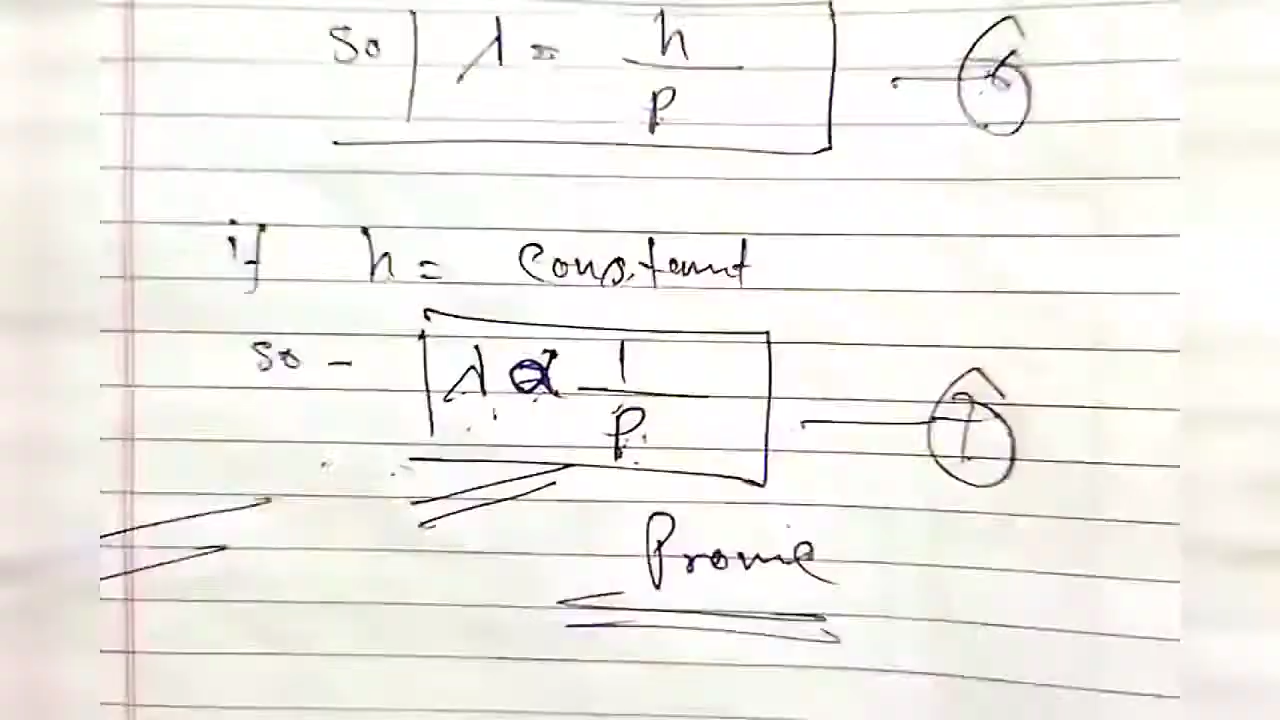 so λ = h/p — 6
if h = constant
so - λ ∝ 1/p — 7
Prove